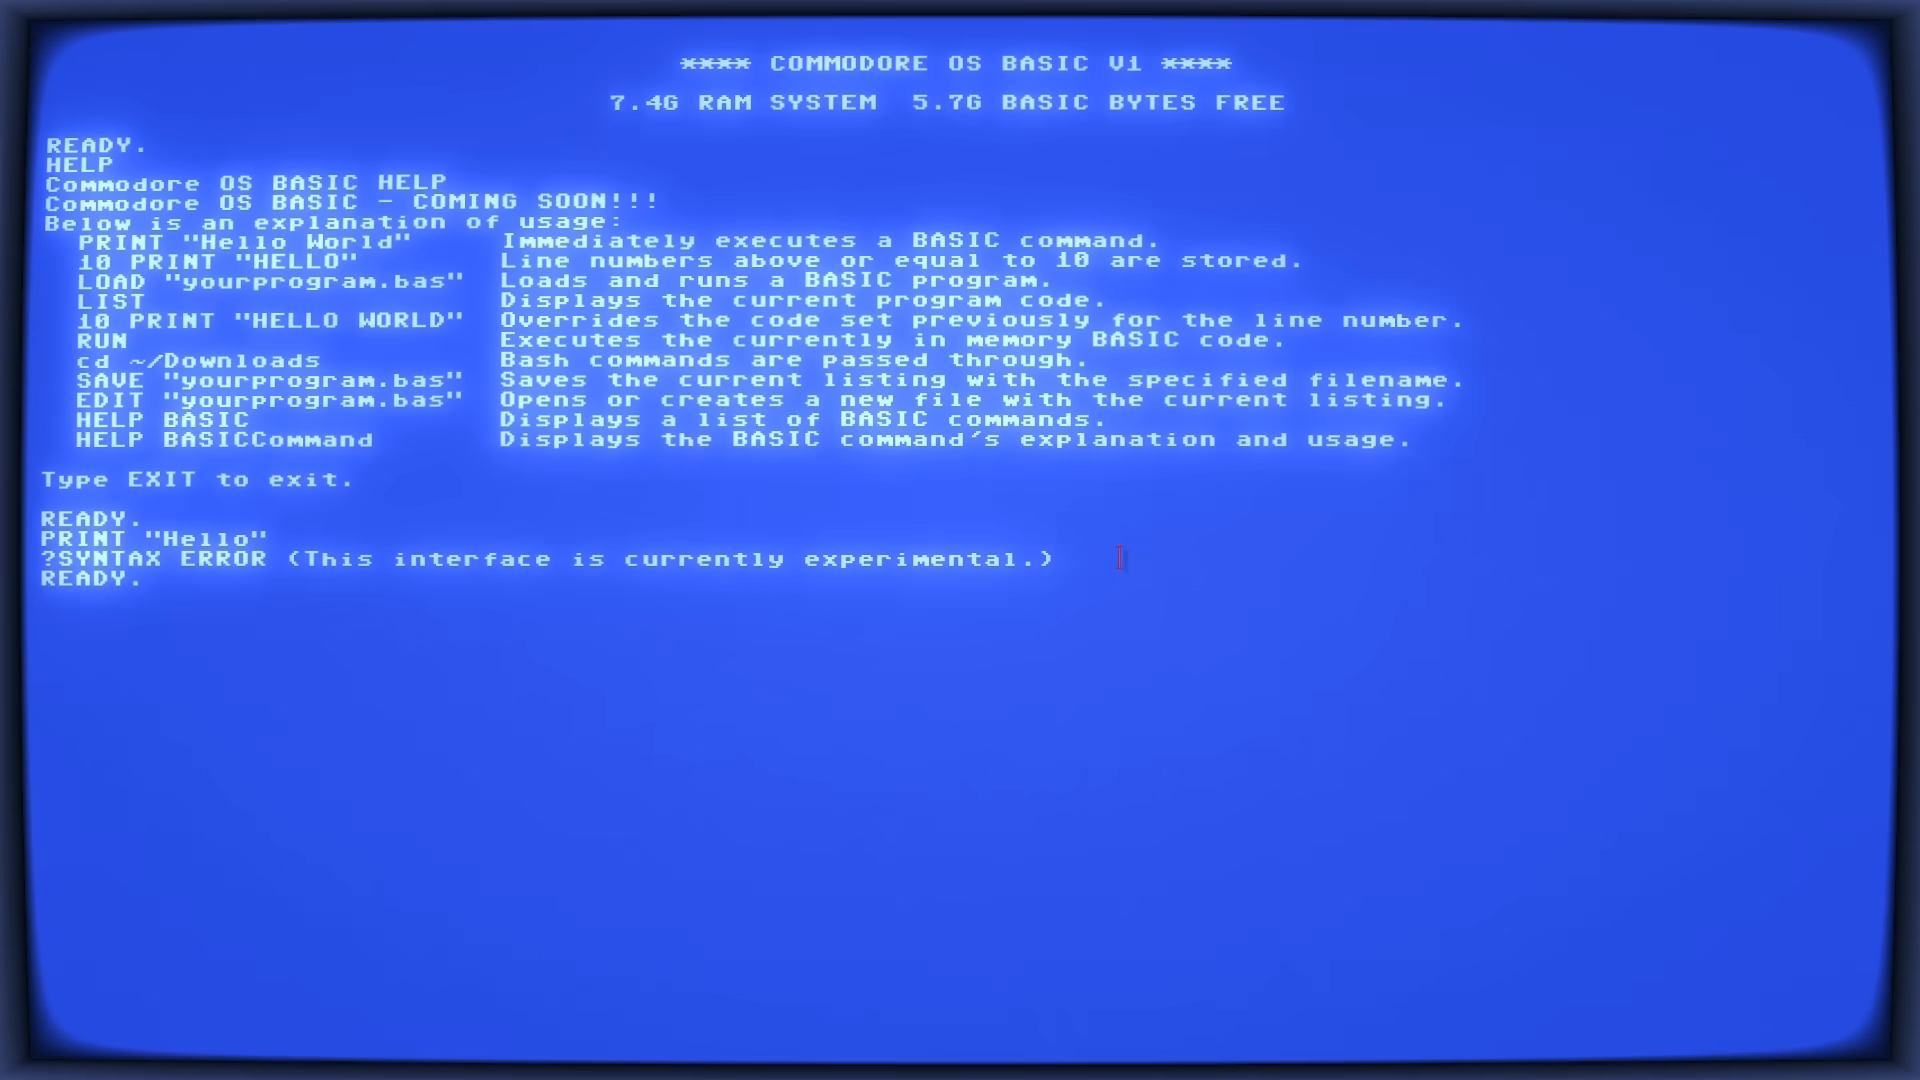 **** COMMODORE OS BASIC V1 ****
7.4G RAM SYSTEM 5.7G BASIC BYTES FREE
READY.
HELP
Commodore OS BASIC HELP
Commodore OS BASIC - COMING SOON!!!
Below is an explanation of usage:
PRINT "Hello World" Immediately executes a BASIC command.
10 PRINT "HELLO" Line numbers above or equal to 10 are stored.
LOAD "yourprogram.bas" Loads and runs a BASIC program.
LIST Displays the current program code.
10 PRINT "HELLO WORLD" Overrides the code set previously for the line number.
RUN Executes the currently in memory BASIC code.
cd ~/Downloads Bash commands are passed through.
SAVE "yourprogram.bas" Saves the current listing with the specified filename.
EDIT "yourprogram.bas" Opens or creates a new file with the current listing.
HELP BASIC Displays a list of BASIC commands.
HELP BASICCommand Displays the BASIC command's explanation and usage.
Type EXIT to exit.
READY.
PRINT "Hello"
?SYNTAX ERROR (This interface is currently experimental.)
READY.